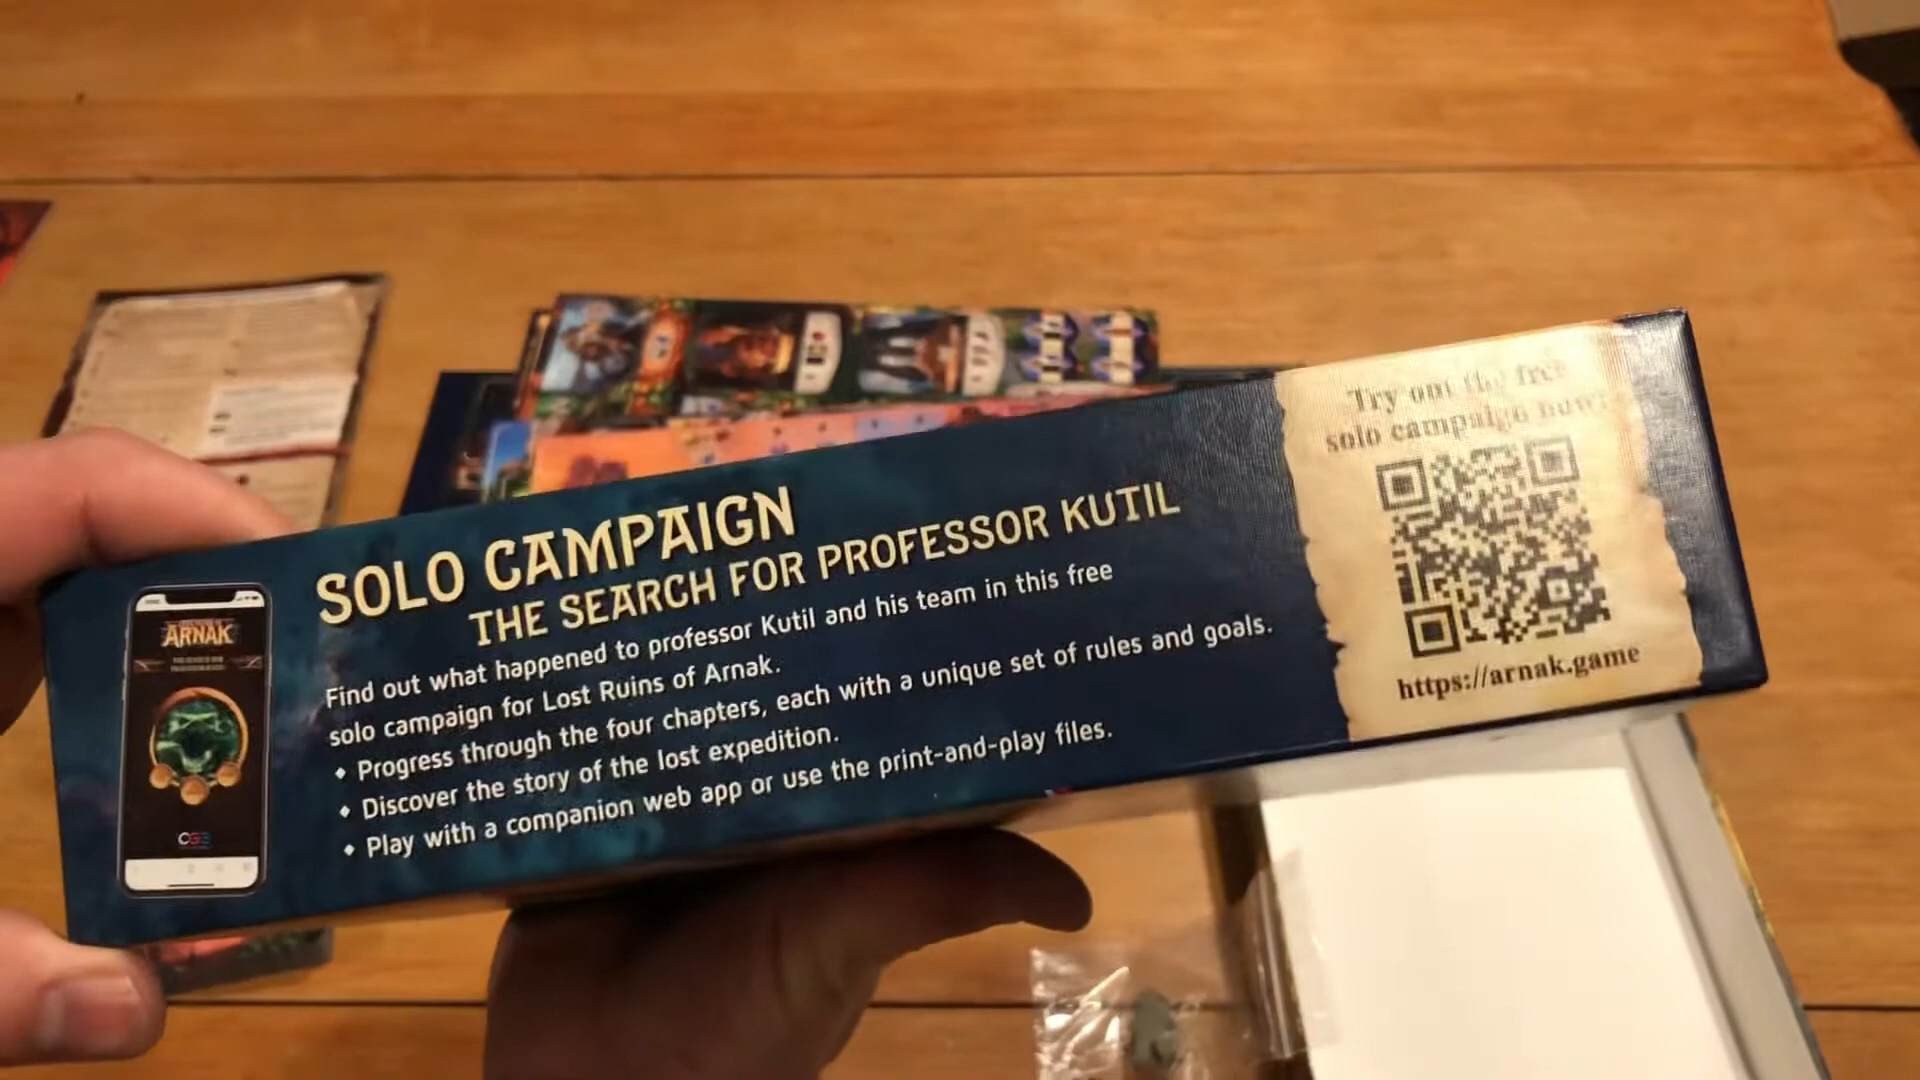 SOLO CAMPAIGN
THE SEARCH FOR PROFESSOR KUTIL
Find out what happened to professor Kutil and his team in this free
solo campaign for Lost Ruins of Arnak.
• Progress through the four chapters, each with a unique set of rules and goals.
• Discover the story of the lost expedition.
• Play with a companion web app or use the print-and-play files.
ARNAK
CGE
Try out the free
solo campaign now!
https://arnak.game